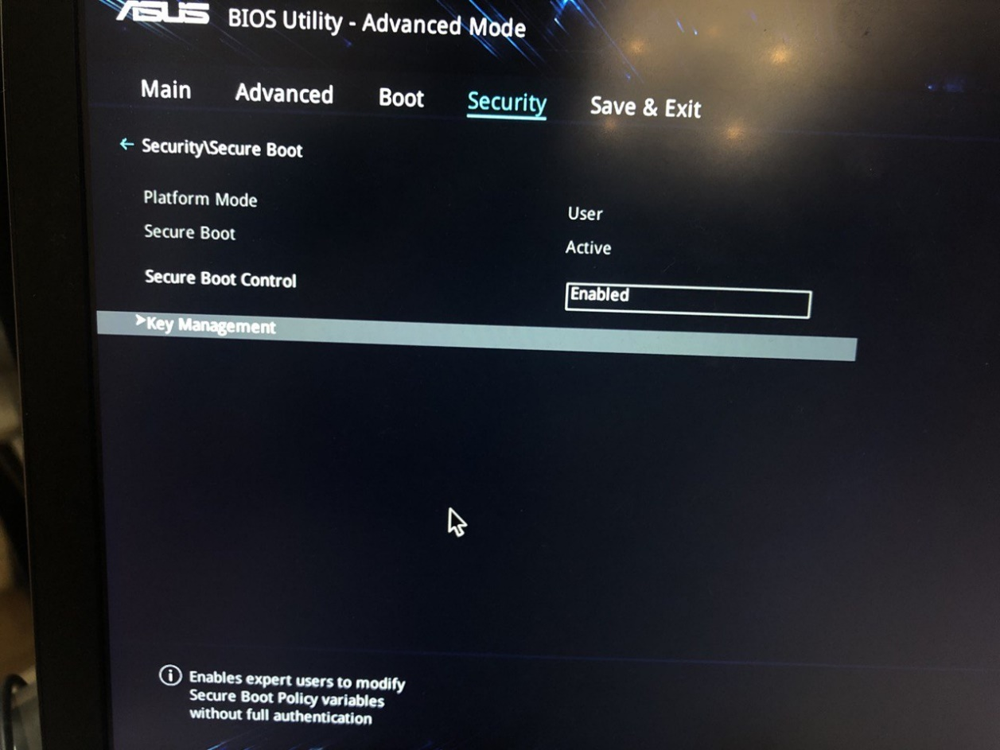 ASUS BIOS Utility - Advanced Mode
Main Advanced Boot Security Save & Exit
← Security\Secure Boot
Platform Mode User
Secure Boot Active
Secure Boot Control Enabled
>Key Management
Enables expert users to modify
Secure Boot Policy variables
without full authentication